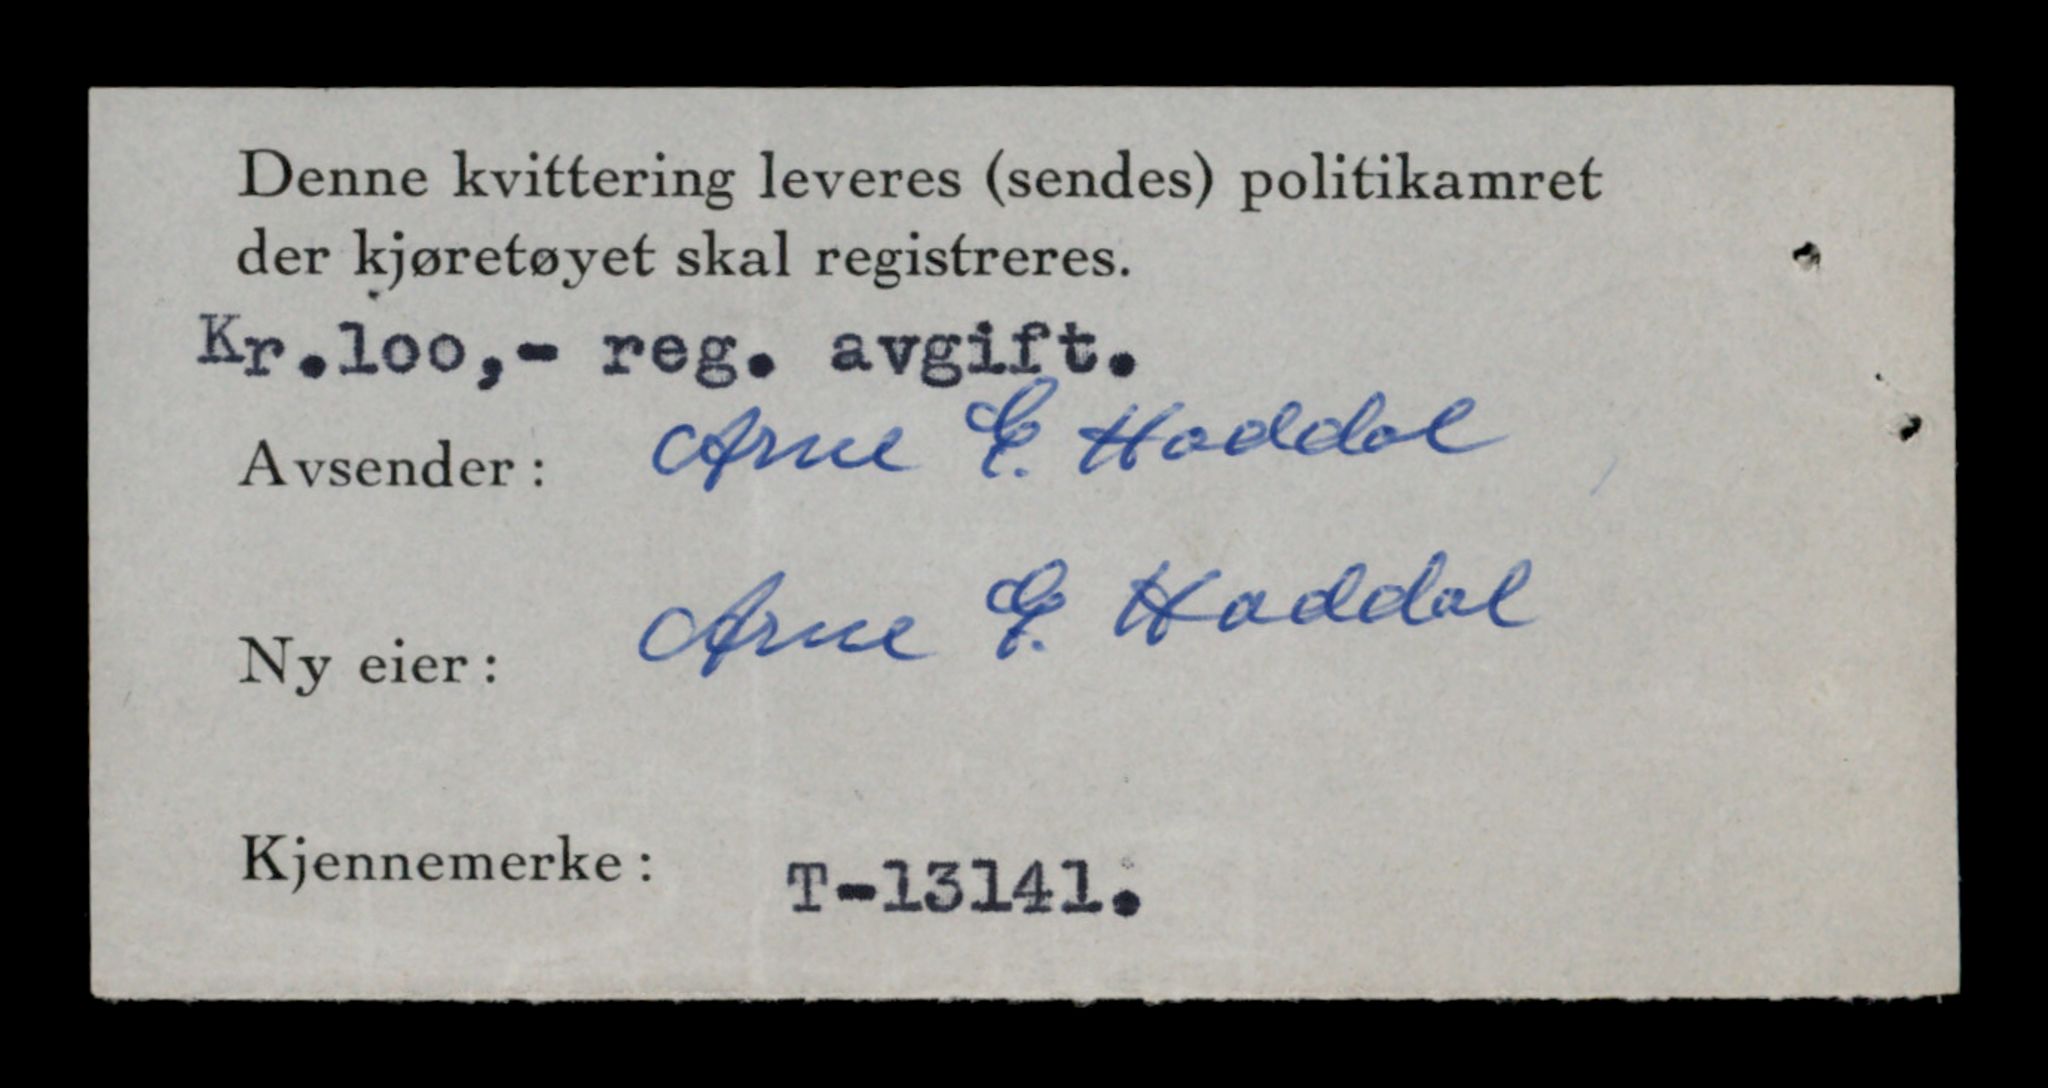 Denne kvittering leveres (sendes) politikamret
der kjøretøyet skal registreres.
Kr.loo,- reg. avgift.
Avsender: Arne E. Haddal
Ny eier: Arne E. Haddal
Kjennemerke: T-13141.